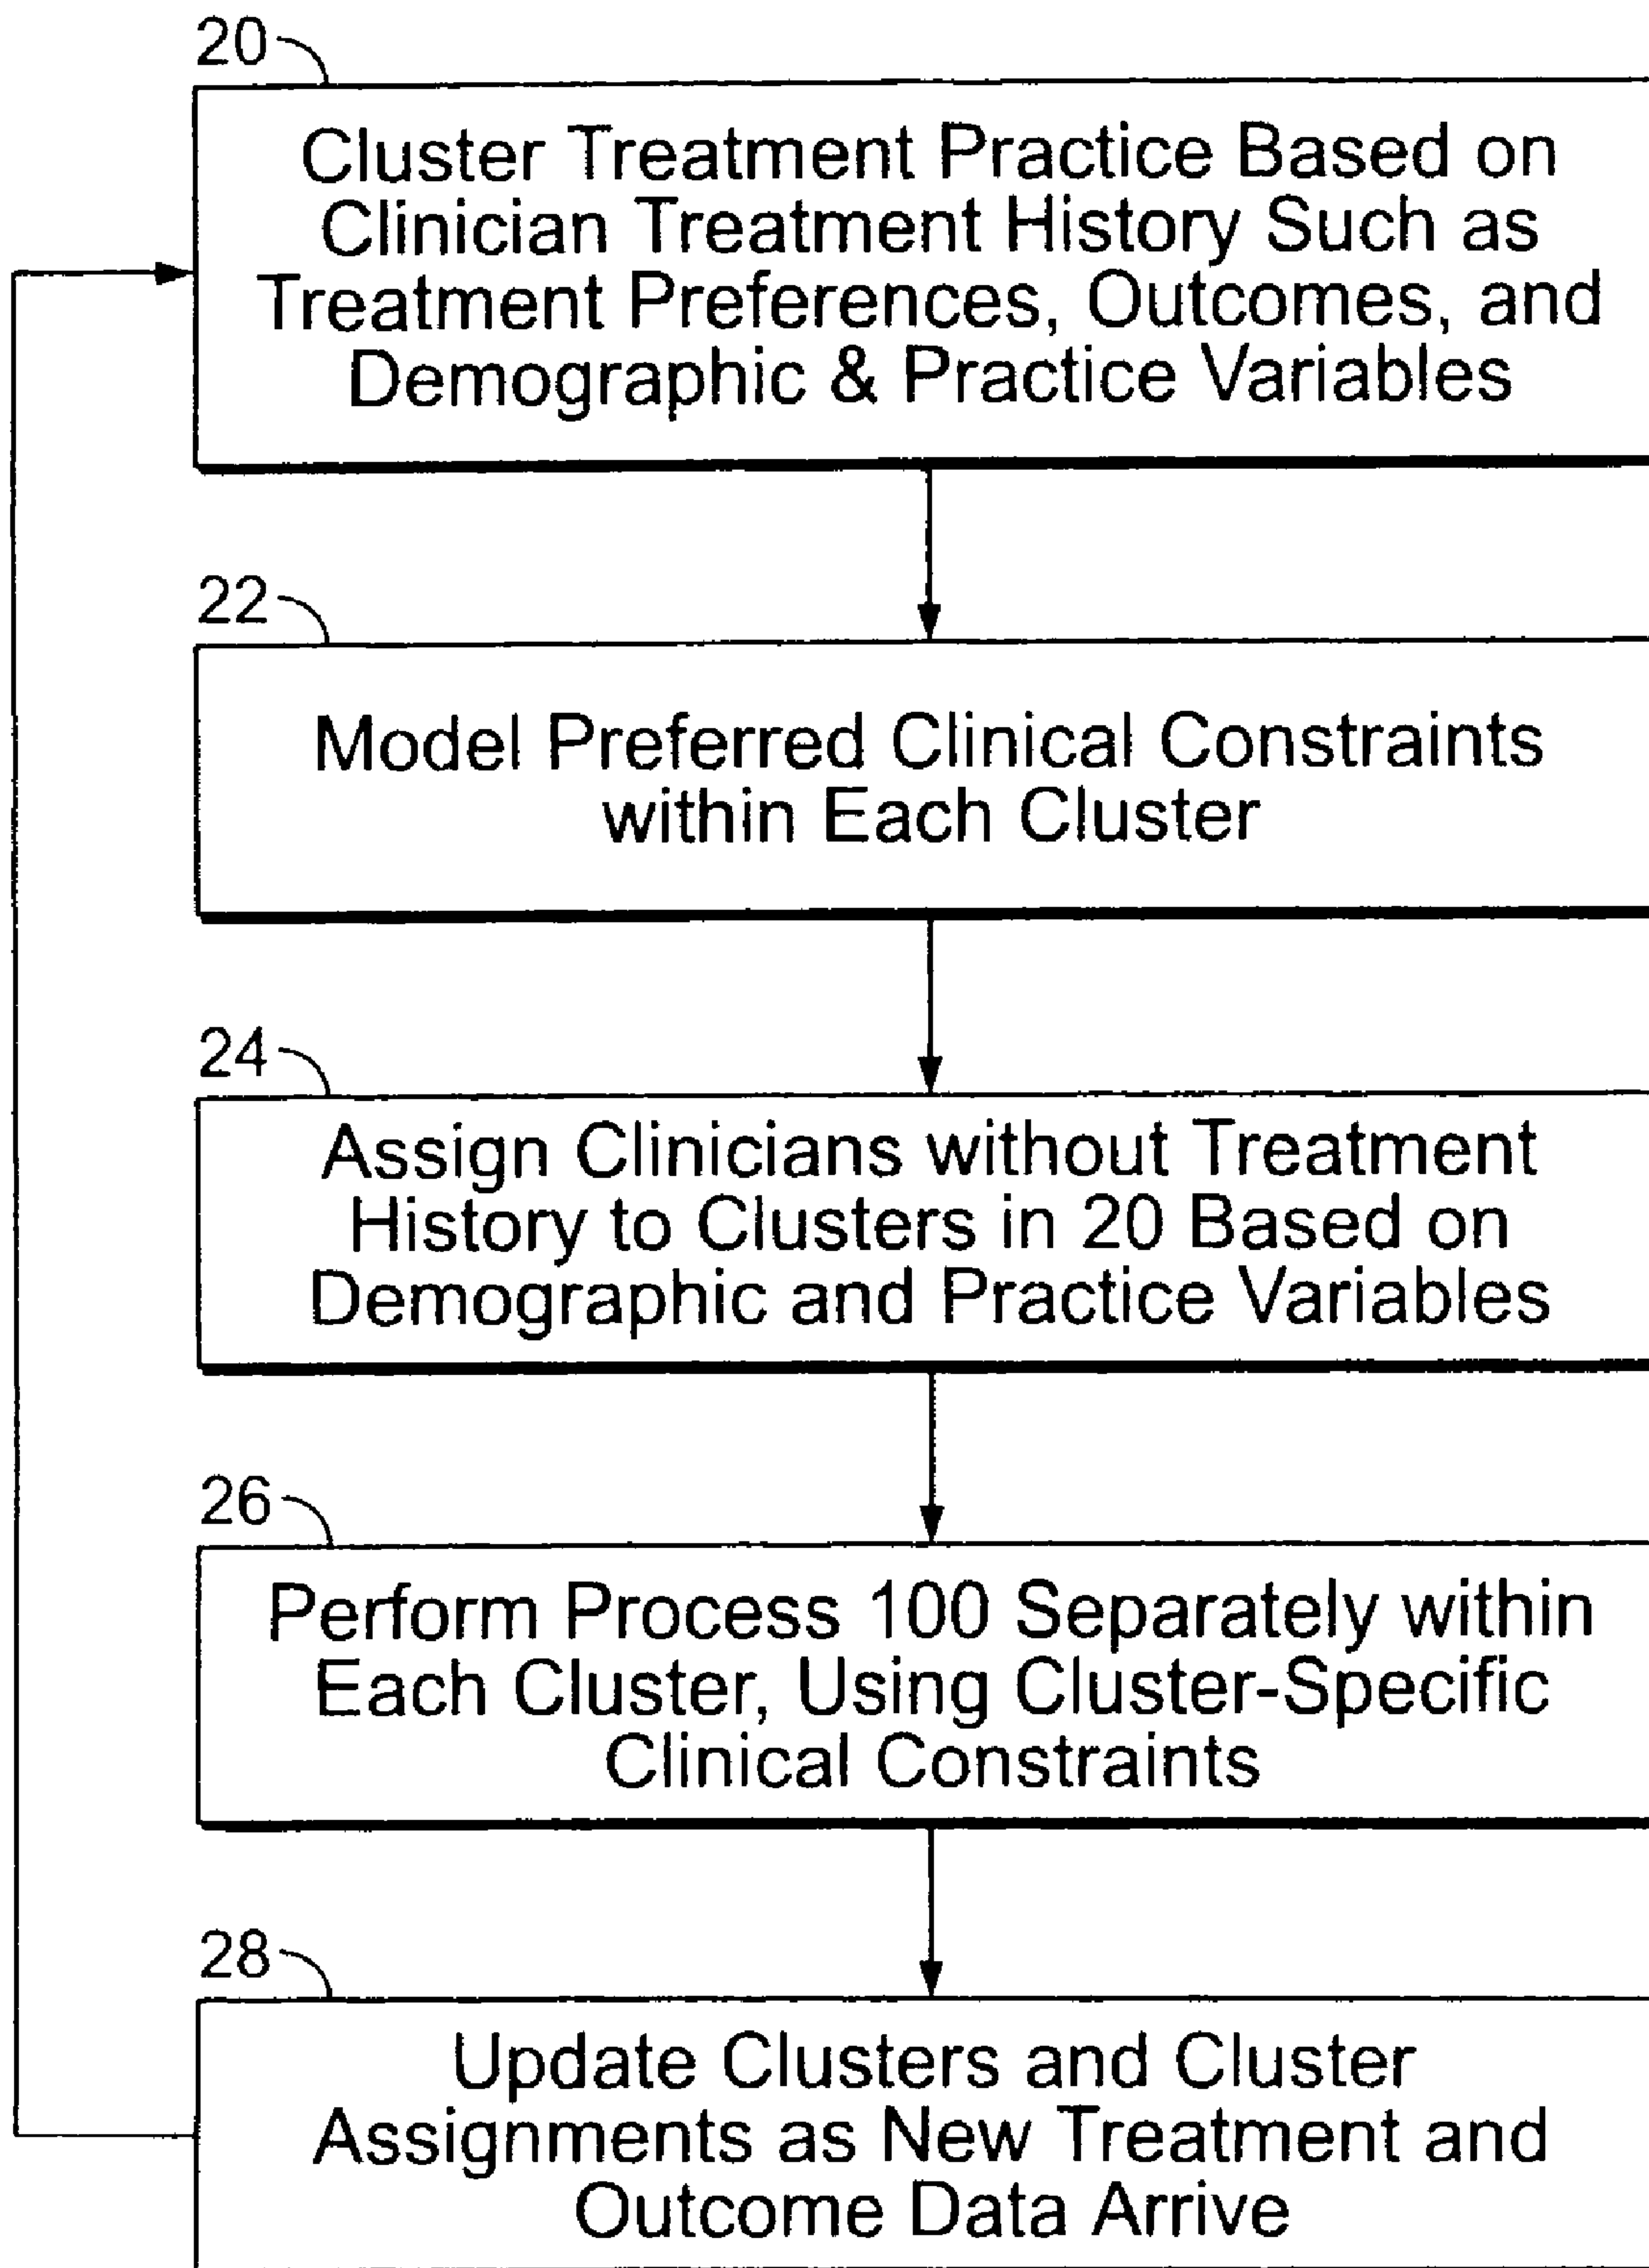 20
Cluster Treatment Practice Based on
Clinician Treatment History Such as
Treatment Preferences, Outcomes, and
Demographic & Practice Variables
22
Model Preferred Clinical Constraints
within Each Cluster
24
Assign Clinicians without Treatment
History to Clusters in 20 Based on
Demographic and Practice Variables
26
Perform Process 100 Separately within
Each Cluster, Using Cluster-Specific
Clinical Constraints
28
Update Clusters and Cluster
Assignments as New Treatment and
Outcome Data Arrive